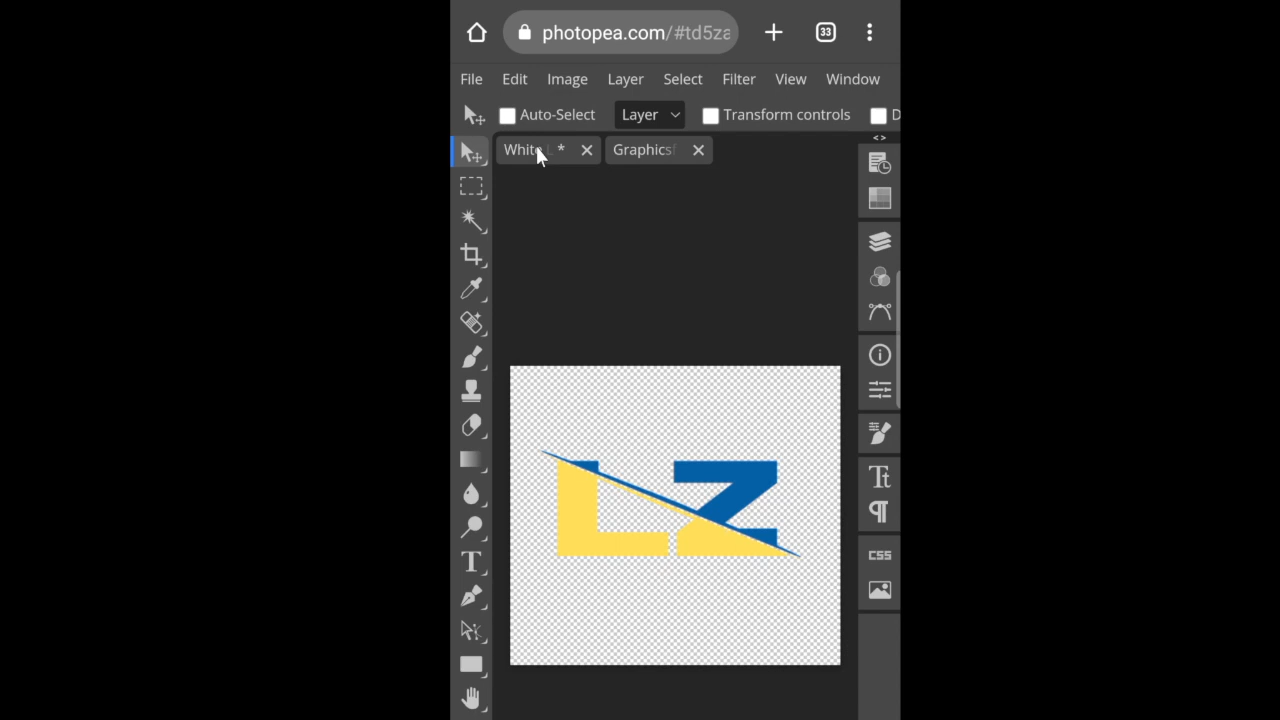 photopea.com/#td5za
33
File Edit Image Layer Select Filter View Window
Auto-Select Layer Transform controls D
White * Graphicsf
LZ
T
Tt
CSS